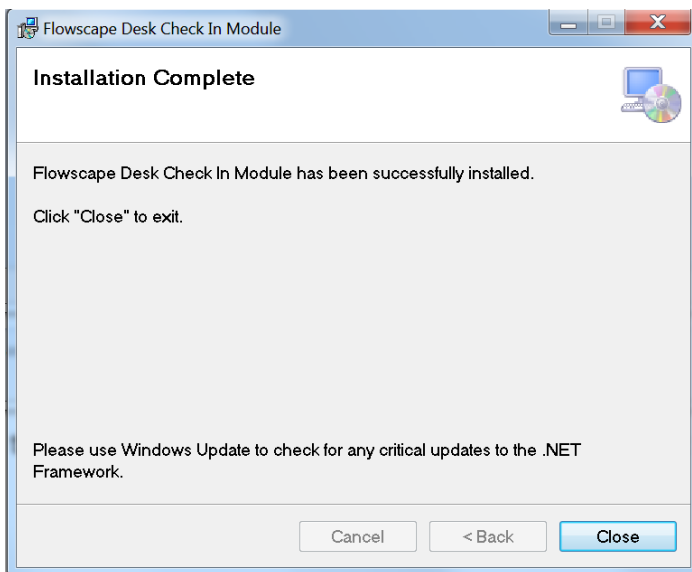 Flowscape Desk Check In Module
Installation Complete
Flowscape Desk Check In Module has been successfully installed.
Click "Close" to exit.
Please use Windows Update to check for any critical updates to the .NET
Framework.
Cancel
< Back
Close